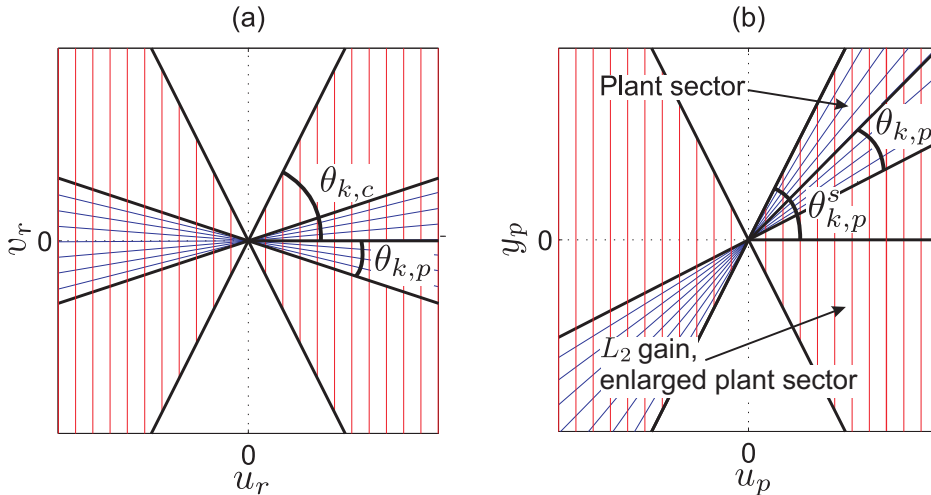 (a)
v_r
0
θ_{k,c}
θ_{k,p}
0
u_r
(b)
y_p
0
Plant sector
θ_{k,p}
θ^s_{k,p}
L_2 gain,
enlarged plant sector
0
u_p